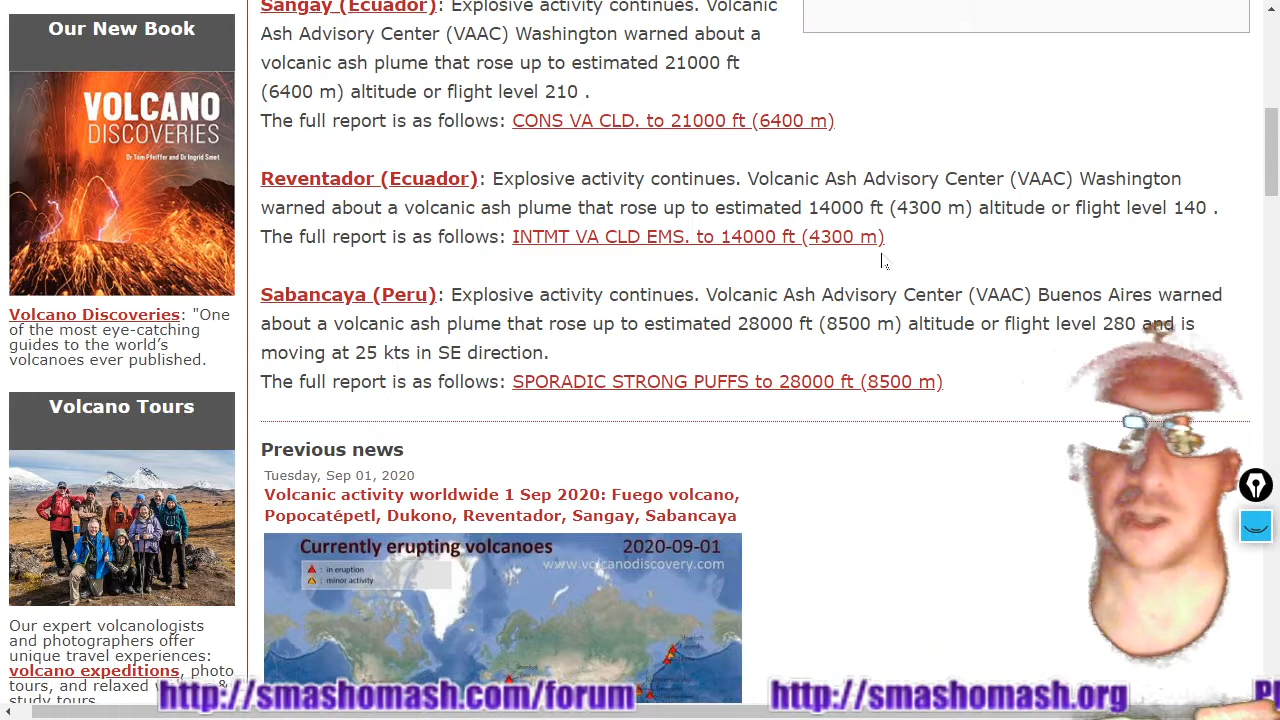 Our New Book
VOLCANO
DISCOVERIES
Dr Tom Pfeiffer and Dr Ingrid Smet
Volcano Discoveries: "One
of the most eye-catching
guides to the world's
volcanoes ever published.
Volcano Tours
Our expert volcanologists
and photographers offer
unique travel experiences:
volcano expeditions, photo
tours, and relaxed &
study tours.
Sangay (Ecuador): Explosive activity continues. Volcanic
Ash Advisory Center (VAAC) Washington warned about a
volcanic ash plume that rose up to estimated 21000 ft
(6400 m) altitude or flight level 210 .
The full report is as follows: CONS VA CLD. to 21000 ft (6400 m)
Reventador (Ecuador): Explosive activity continues. Volcanic Ash Advisory Center (VAAC) Washington
warned about a volcanic ash plume that rose up to estimated 14000 ft (4300 m) altitude or flight level 140 .
The full report is as follows: INTMT VA CLD EMS. to 14000 ft (4300 m)
Sabancaya (Peru): Explosive activity continues. Volcanic Ash Advisory Center (VAAC) Buenos Aires warned
about a volcanic ash plume that rose up to estimated 28000 ft (8500 m) altitude or flight level 280 and is
moving at 25 kts in SE direction.
The full report is as follows: SPORADIC STRONG PUFFS to 28000 ft (8500 m)
Previous news
Tuesday, Sep 01, 2020
Volcanic activity worldwide 1 Sep 2020: Fuego volcano,
Popocatépetl, Dukono, Reventador, Sangay, Sabancaya
Currently erupting volcanoes 2020-09-01
www.volcanodiscovery.com
: in eruption
: minor activity
http://smashomash.com/forum http://smashomash.org